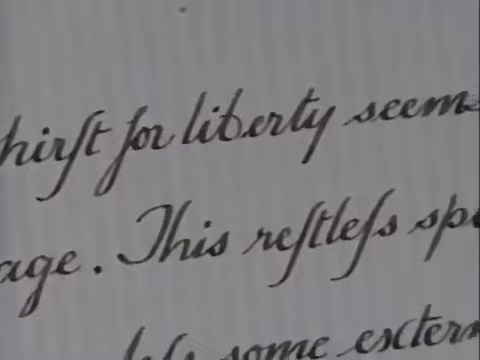 hirſt for liberty seem
age. This reſtleſs sp
some extern